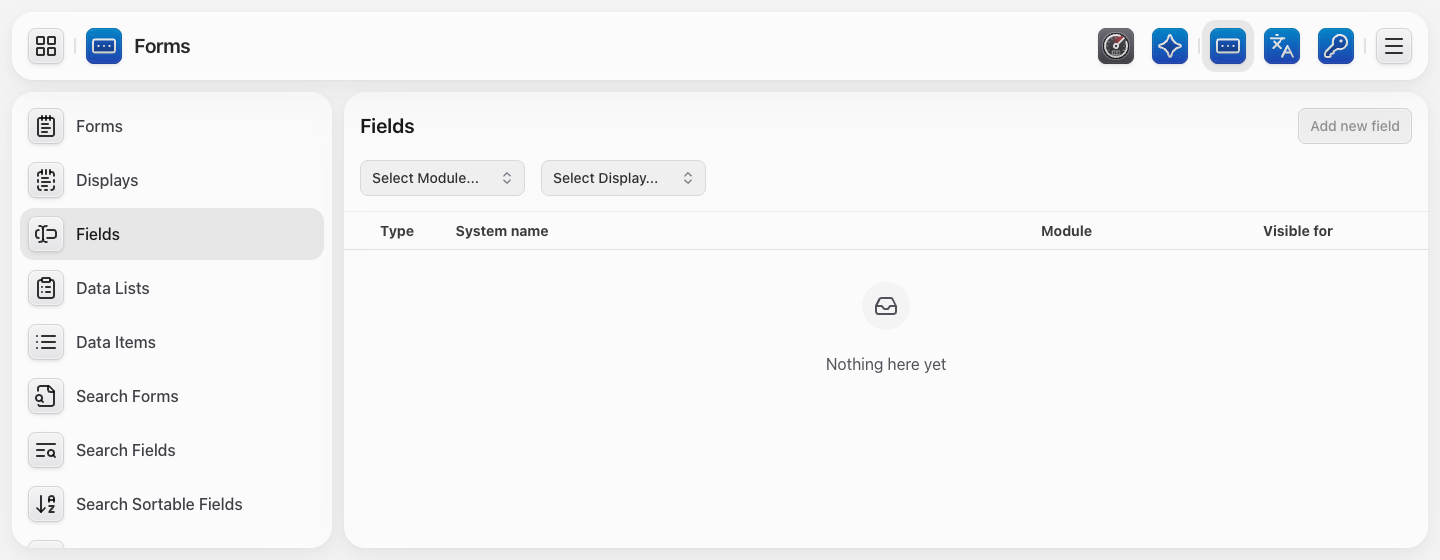 Forms
Forms
Displays
Fields
Data Lists
Data Items
Search Forms
Search Fields
Search Sortable Fields
Fields
Add new field
Select Module...
Select Display...
Type
System name
Module
Visible for
Nothing here yet